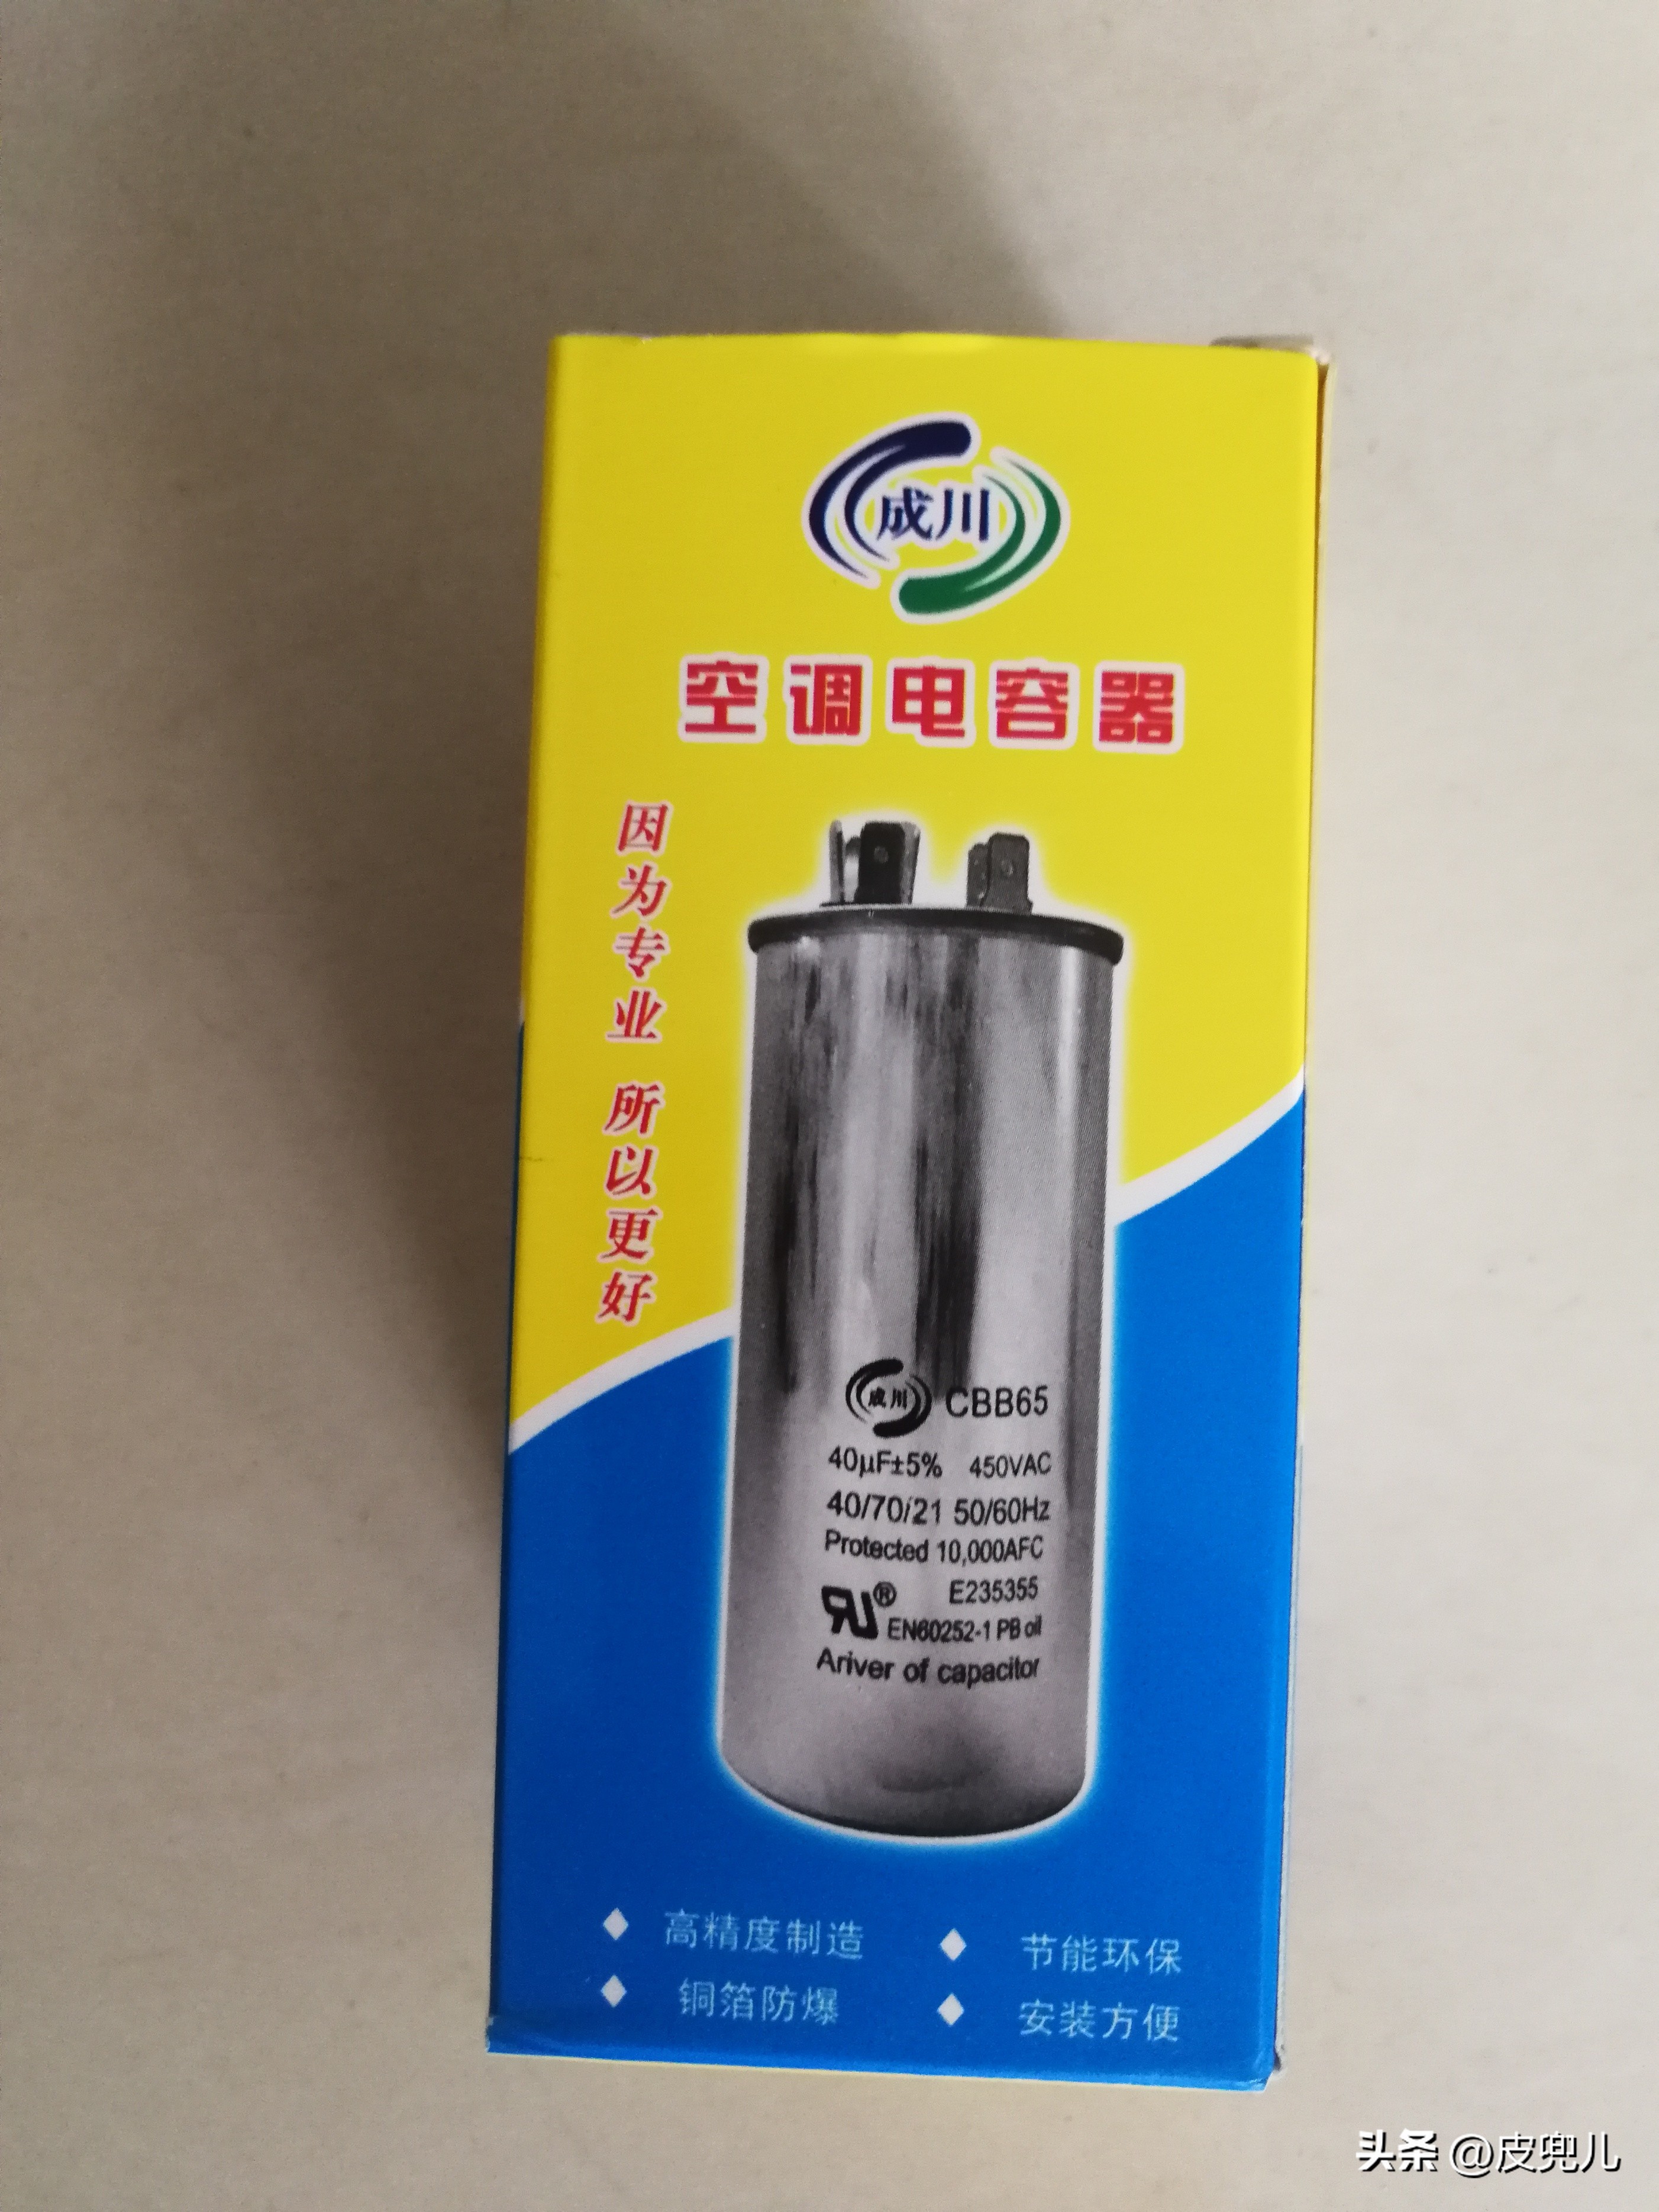 成川
空调电容器
因为专业 所以更好
成川 CBB65
40μF±5% 450VAC
40/70/21 50/60Hz
Protected 10,000AFC
E235355
EN60252-1 PB oil
Ariver of capacitor
高精度制造
节能环保
铜箔防爆
安装方便
头条 @皮兜儿